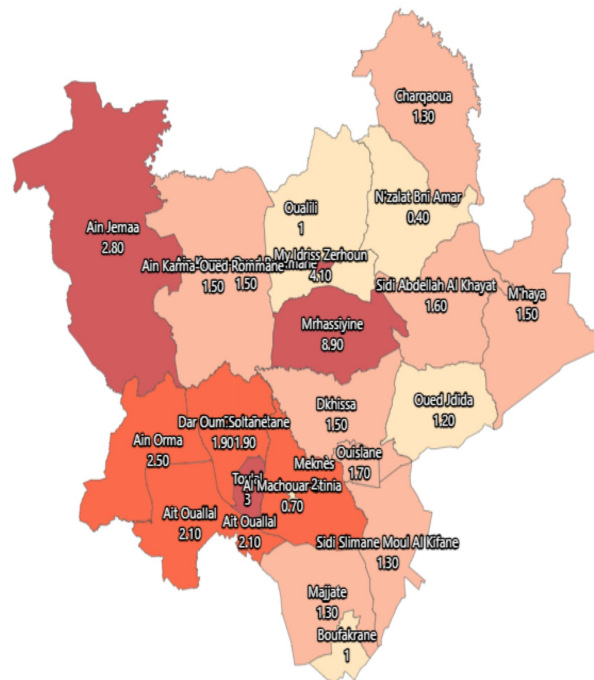 Charqaoua
1.30
N'zalat Bni Amar
0.40
Oualili
1
Ain Jemaa
2.80
My Idriss Zerhoun
4.10
Ain Karma-Oued Rommane
1.50
1.50
Sidi Abdellah Al Khayat
1.60
M'haya
1.50
Mrhassiyine
8.90
Dkhissa
1.50
Oued Jdida
1.20
Dar Oum Soltane
1.90
1.90
Ain Orma
2.50
Ouislane
1.70
Meknès
2
3
Al Machouar
0.70
Ait Ouallal
2.10
Ait Ouallal
2.10
Sidi Slimane Moul Al Kifane
1.30
Majjate
1.30
Boufakrane
1